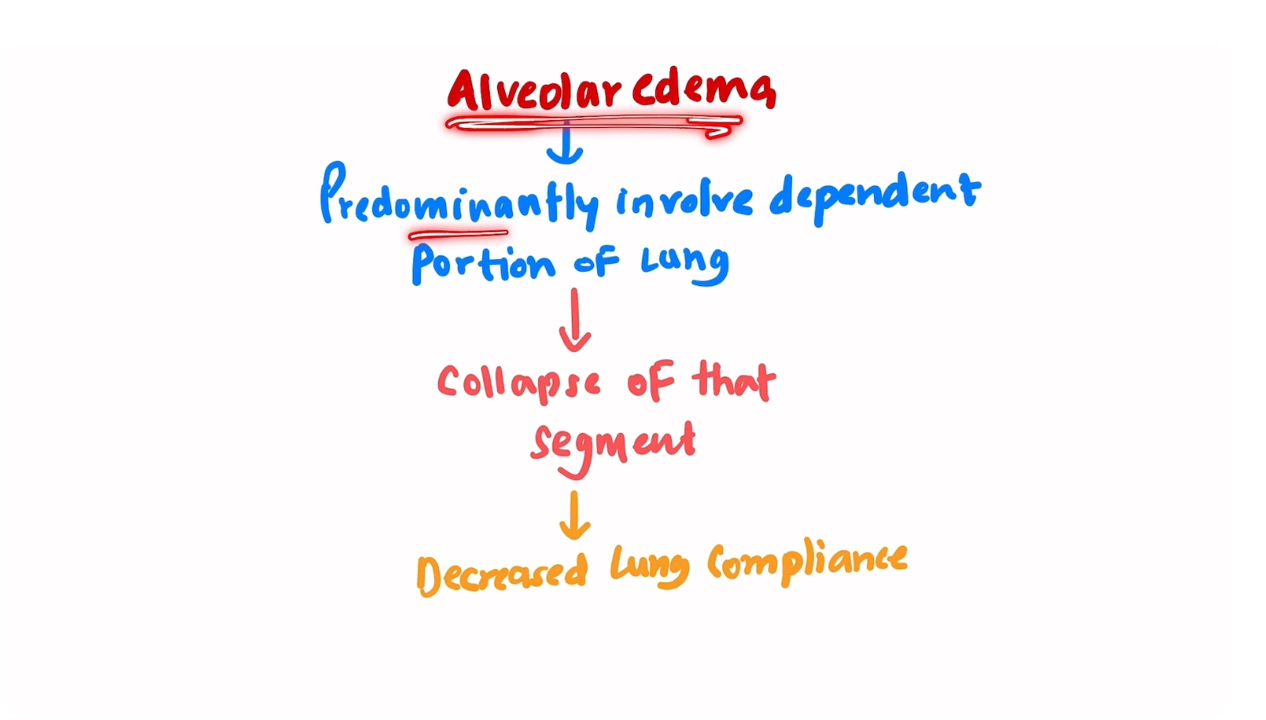 Alveolar edema
Predominantly involve dependent
portion of lung
Collapse of that
segment
Decreased lung compliance